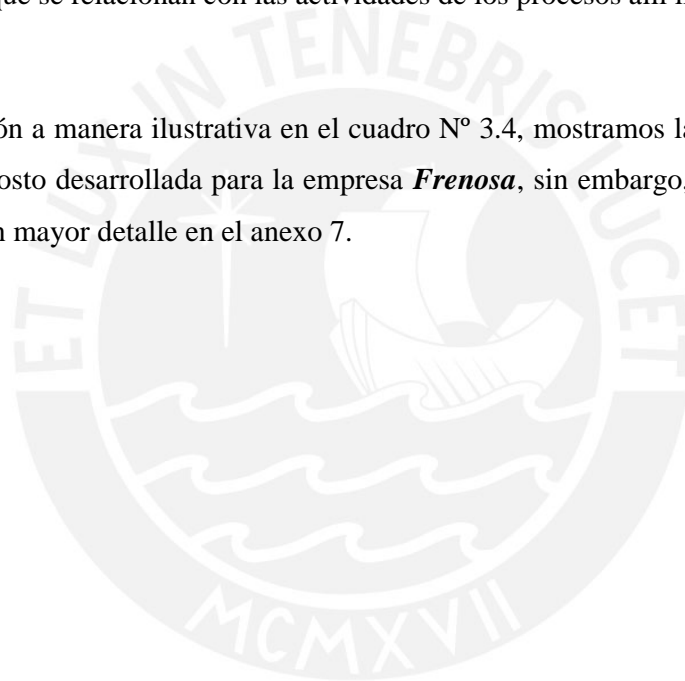 que se relacionan con las actividades de los procesos
ón a manera ilustrativa en el cuadro Nº 3.4, mostramos
osto desarrollada para la empresa Frenosa, sin embargo,
mayor detalle en el anexo 7.
ET LUX IN TENEBRIS LUCET
MCMXVII